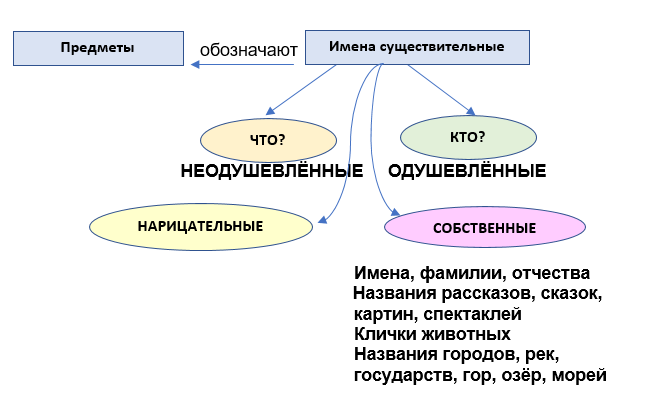 Предметы
обозначают
Имена существительные
ЧТО?
КТО?
НЕОДУШЕВЛЁННЫЕ
ОДУШЕВЛЁННЫЕ
НАРИЦАТЕЛЬНЫЕ
СОБСТВЕННЫЕ
Имена, фамилии, отчества
Названия рассказов, сказок,
картин, спектаклей
Клички животных
Названия городов, рек,
государств, гор, озёр, морей